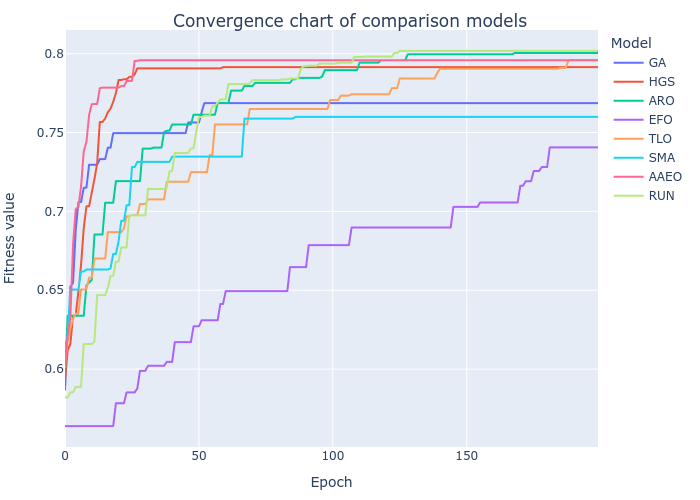 Convergence chart of comparison models
Model
GA
HGS
ARO
EFO
TLO
SMA
AAEO
RUN
Fitness value
0.8
0.75
0.7
0.65
0.6
0
50
100
150
Epoch